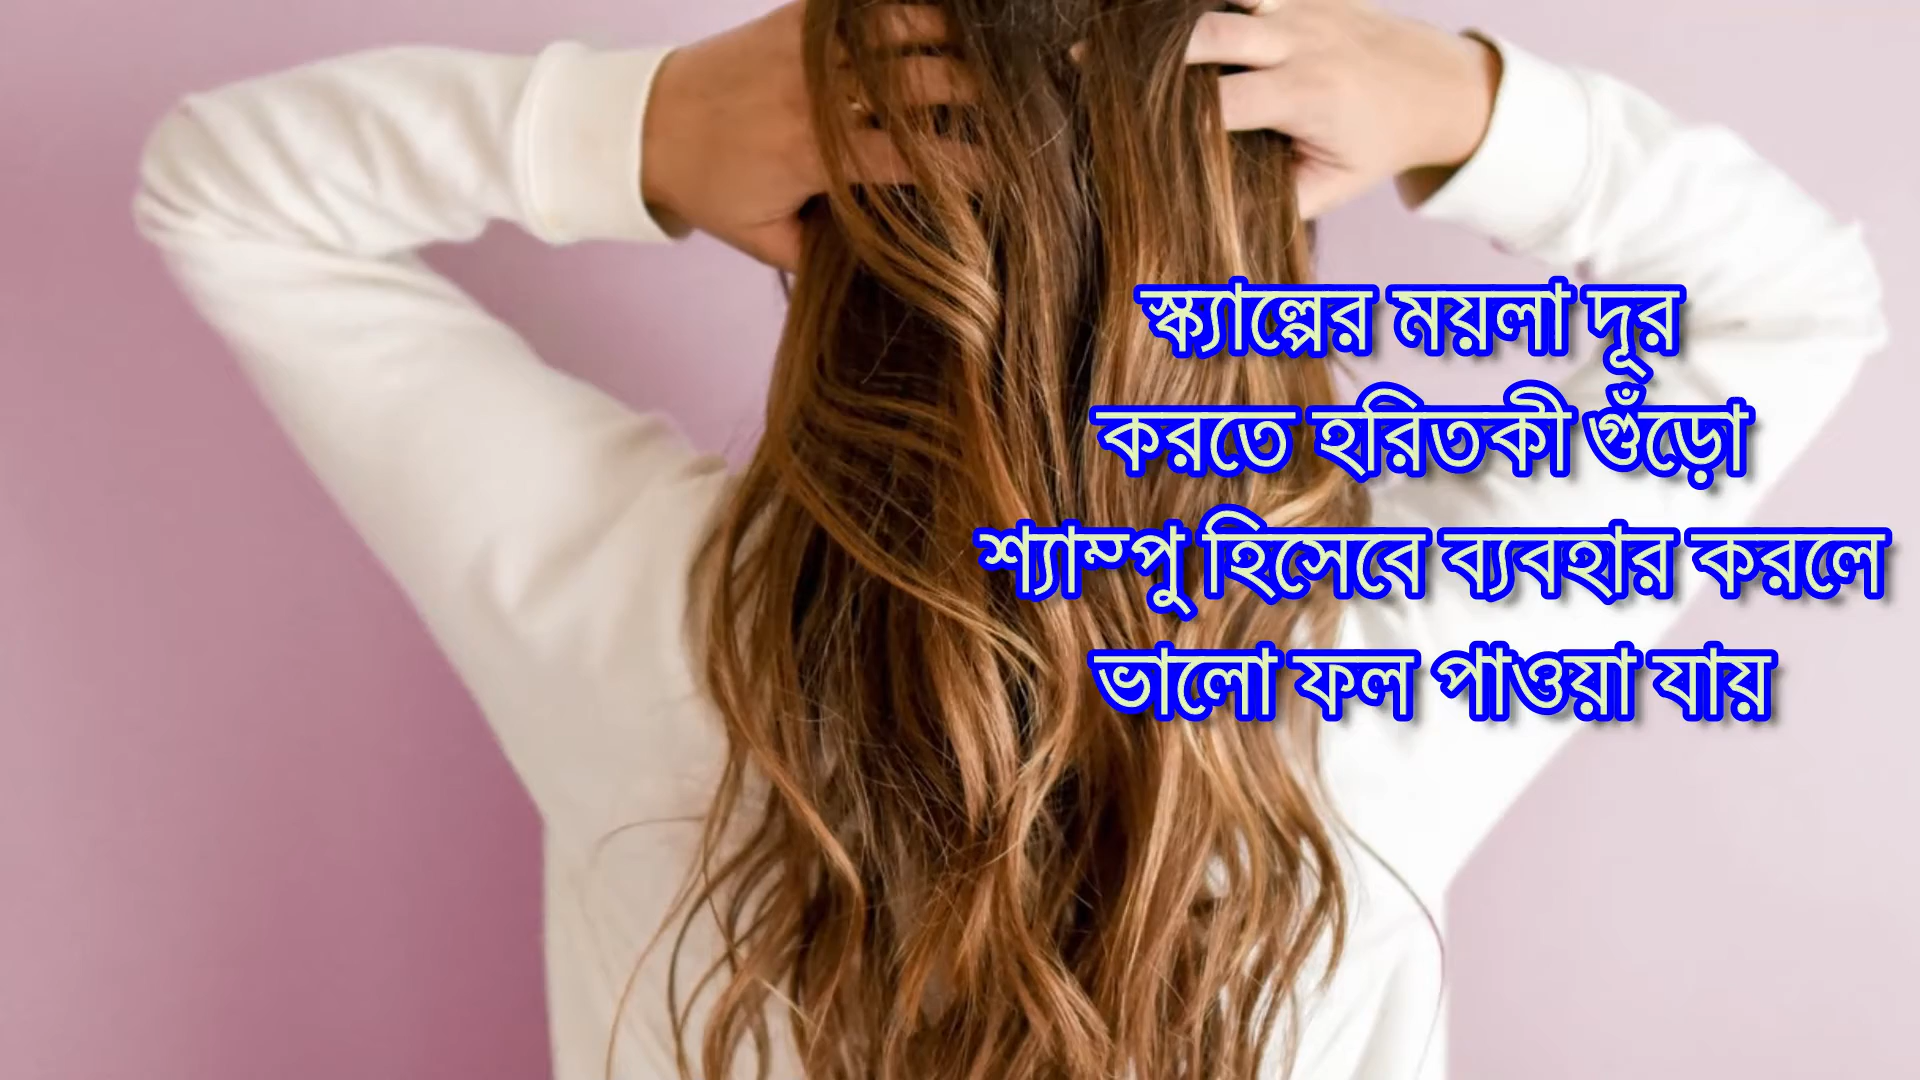 স্ক্যাল্পের ময়লা দূর
করতে হরিতকী গুঁড়ো
শ্যাম্পু হিসেবে ব্যবহার করলে
ভালো ফল পাওয়া যায়